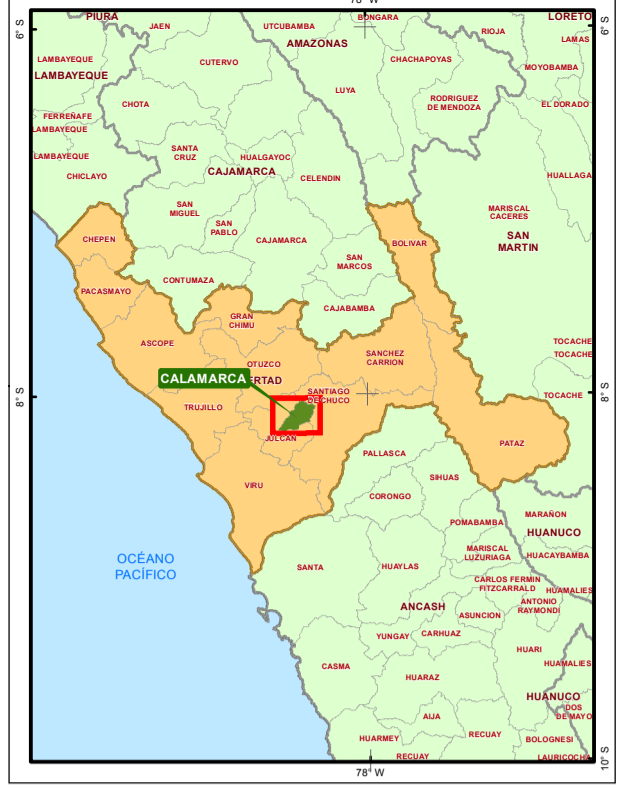 78° W
6° S
6° S
PIURA
JAEN
UTCUBAMBA
BONGARA
LORETO
RIOJA
LAMAS
AMAZONAS
LAMBAYEQUE
CUTERVO
CHACHAPOYAS
MOYOBAMBA
LAMBAYEQUE
LUYA
CHOTA
RODRIGUEZ
DE MENDOZA
EL DORADO
FERREÑAFE
LAMBAYEQUE
SANTA
CRUZ
HUALGAYOC
LAMBAYEQUE
CAJAMARCA
CHICLAYO
CELENDIN
HUALLAGA
SAN
MIGUEL
MARISCAL
CACERES
SAN
PABLO
SAN
MARTIN
CHEPEN
CAJAMARCA
BOLIVAR
SAN
MARCOS
CONTUMAZA
PACASMAYO
CAJABAMBA
GRAN
CHIMU
ASCOPE
TOCACHE
TOCACHE
SANCHEZ
CARRION
OTUZCO
CALAMARCA
ERTAD
SANTIAGO
DE CHUCO
TOCACHE
8° S
8° S
TRUJILLO
JULCAN
PATAZ
PALLASCA
SIHUAS
VIRU
CORONGO
MARAÑON
POMABAMBA
HUANUCO
OCÉANO
PACÍFICO
MARISCAL
LUZURIAGA
HUACAYBAMBA
SANTA
HUAYLAS
CARLOS FERMIN
FITZCARRALD
HUAMALIES
ANCASH
ANTONIO
RAYMONDI
ASUNCION
YUNGAY
CARHUAZ
HUARI
CASMA
HUAMALIES
HUARAZ
HUANUCO
DOS
DE MAYO
AIJA
HUARMEY
RECUAY
BOLOGNESI
RECUAY
LAURICOCHA
78° W
10° S